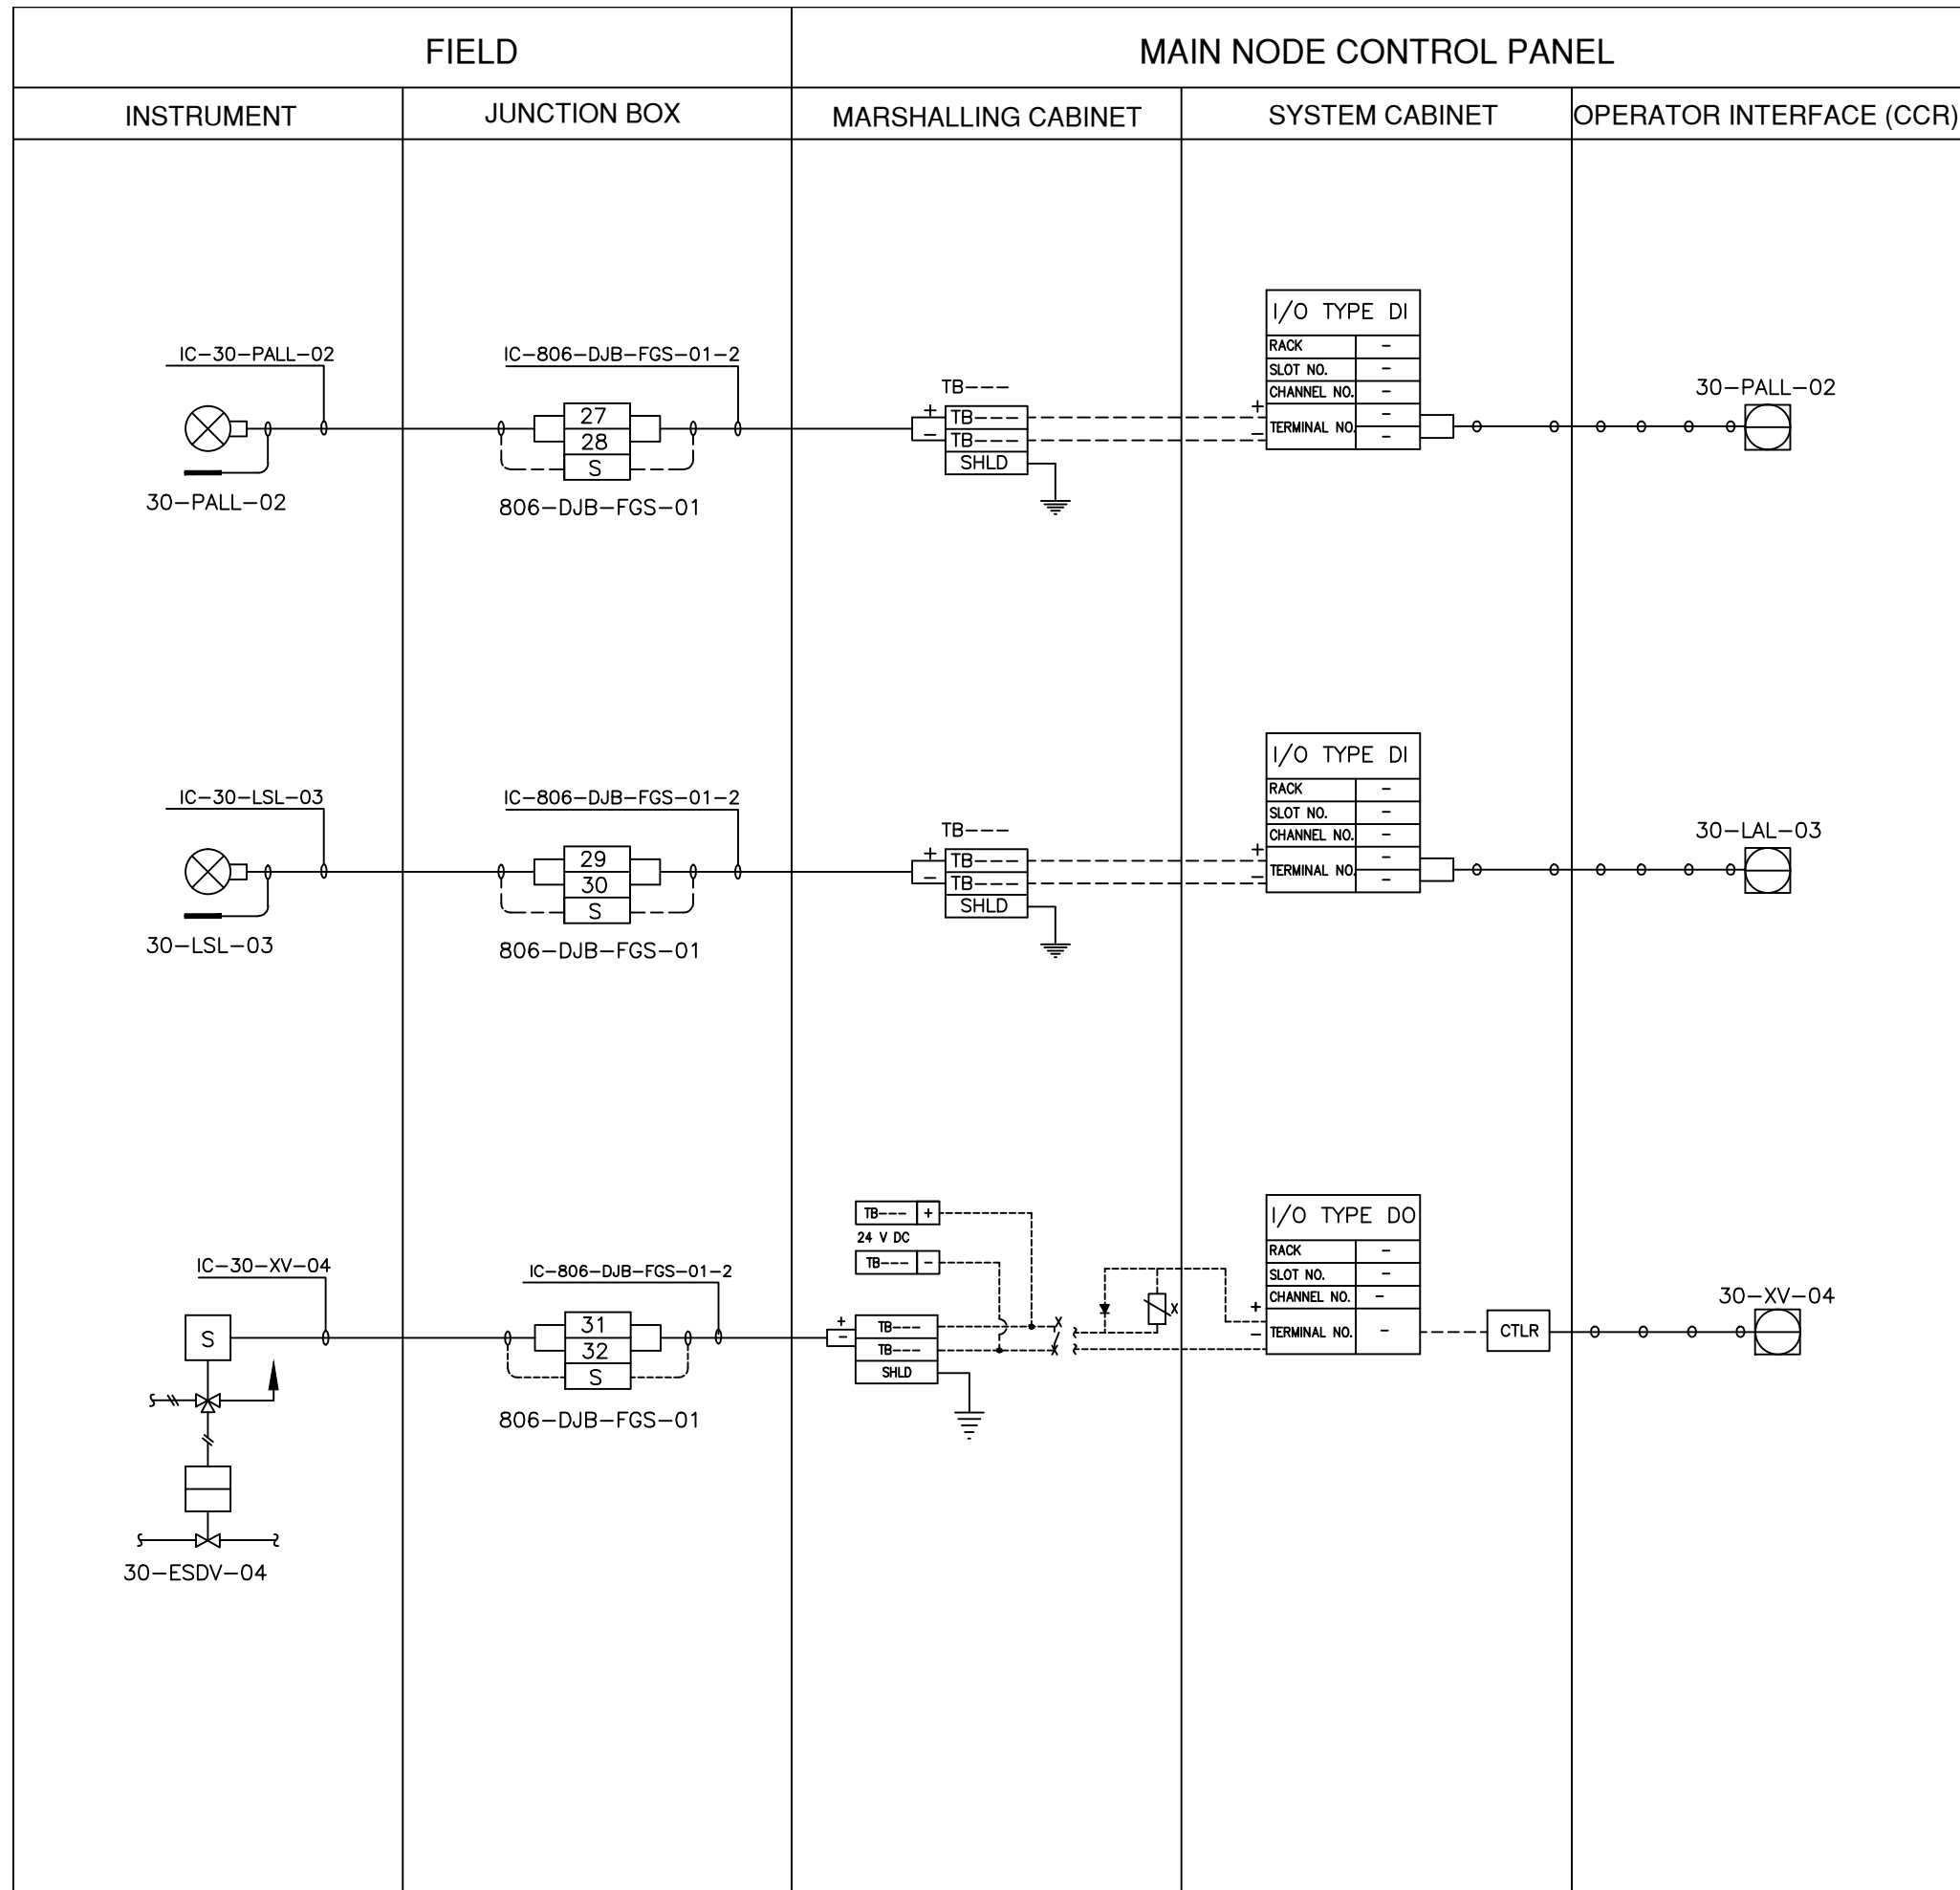 FIELD
MAIN NODE CONTROL PANEL
INSTRUMENT
JUNCTION BOX
MARSHALLING CABINET
SYSTEM CABINET
OPERATOR INTERFACE (CCR)
IC-30-PALL-02
30-PALL-02
IC-806-DJB-FGS-01-2
27
28
S
806-DJB-FGS-01
TB---
+ TB----
- TB----
SHLD
I/O TYPE DI
RACK -
SLOT NO. -
CHANNEL NO. -
+
-
TERMINAL NO. -
-
30-PALL-02
IC-30-LSL-03
30-LSL-03
IC-806-DJB-FGS-01-2
29
30
S
806-DJB-FGS-01
TB---
+ TB----
- TB----
SHLD
I/O TYPE DI
RACK -
SLOT NO. -
CHANNEL NO. -
+
-
TERMINAL NO. -
-
30-LAL-03
IC-30-XV-04
S
30-ESDV-04
IC-806-DJB-FGS-01-2
31
32
S
806-DJB-FGS-01
TB--- +
24 V DC
TB--- -
+ TB---
- TB---
SHLD
X
X
X
I/O TYPE DO
RACK -
SLOT NO. -
CHANNEL NO. -
+
-
TERMINAL NO. -
CTLR
30-XV-04